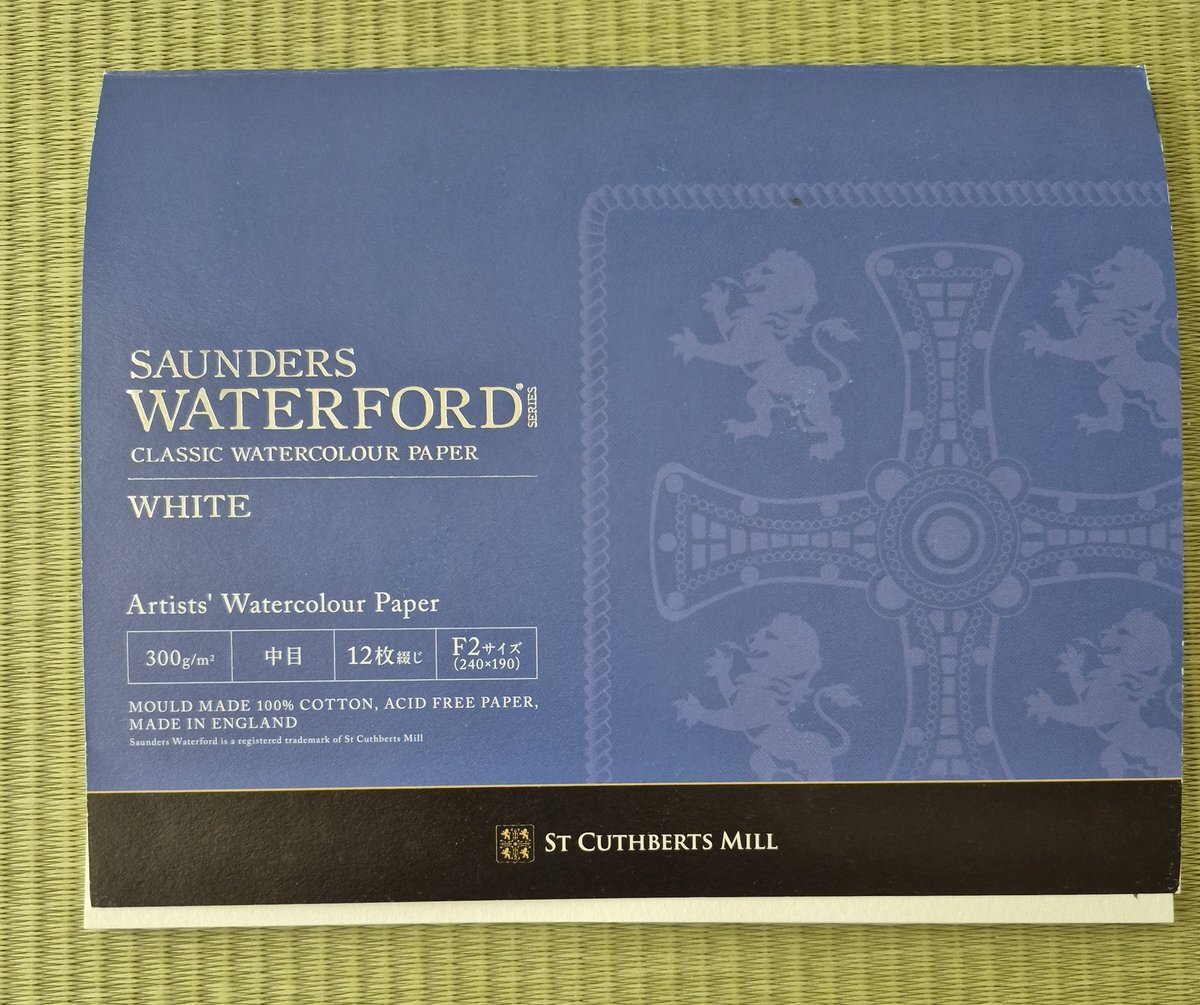 SAUNDERS
WATERFORD® SERIES
CLASSIC WATERCOLOUR PAPER
WHITE
Artists' Watercolour Paper
300g/m² 中目 12枚綴じ F2サイズ
(240×190)
MOULD MADE 100% COTTON, ACID FREE PAPER,
MADE IN ENGLAND
Saunders Waterford is a registered trademark of St Cuthberts Mill
ST CUTHBERTS MILL